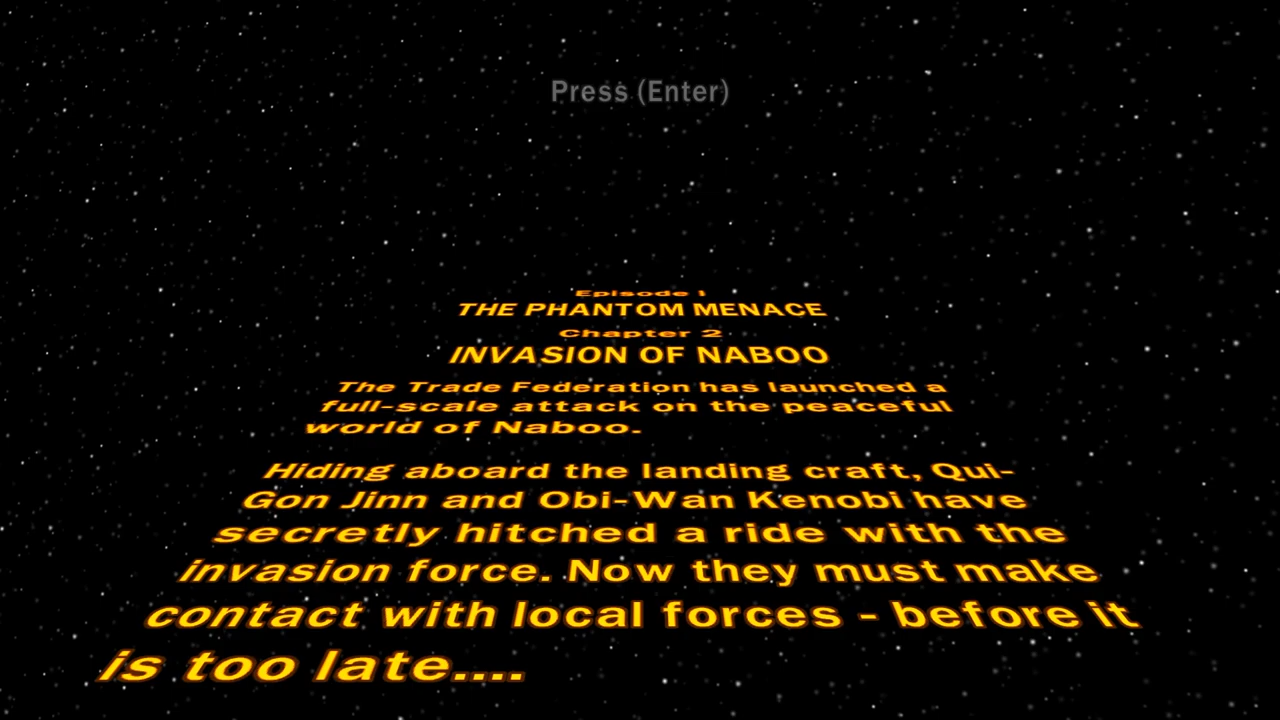 Press (Enter)
Episode I
THE PHANTOM MENACE
Chapter 2
INVASION OF NABOO
The Trade Federation has launched a
full-scale attack on the peaceful
world of Naboo.
Hiding aboard the landing craft, Qui-
Gon Jinn and Obi-Wan Kenobi have
secretly hitched a ride with the
invasion force. Now they must make
contact with local forces - before it
is too late....